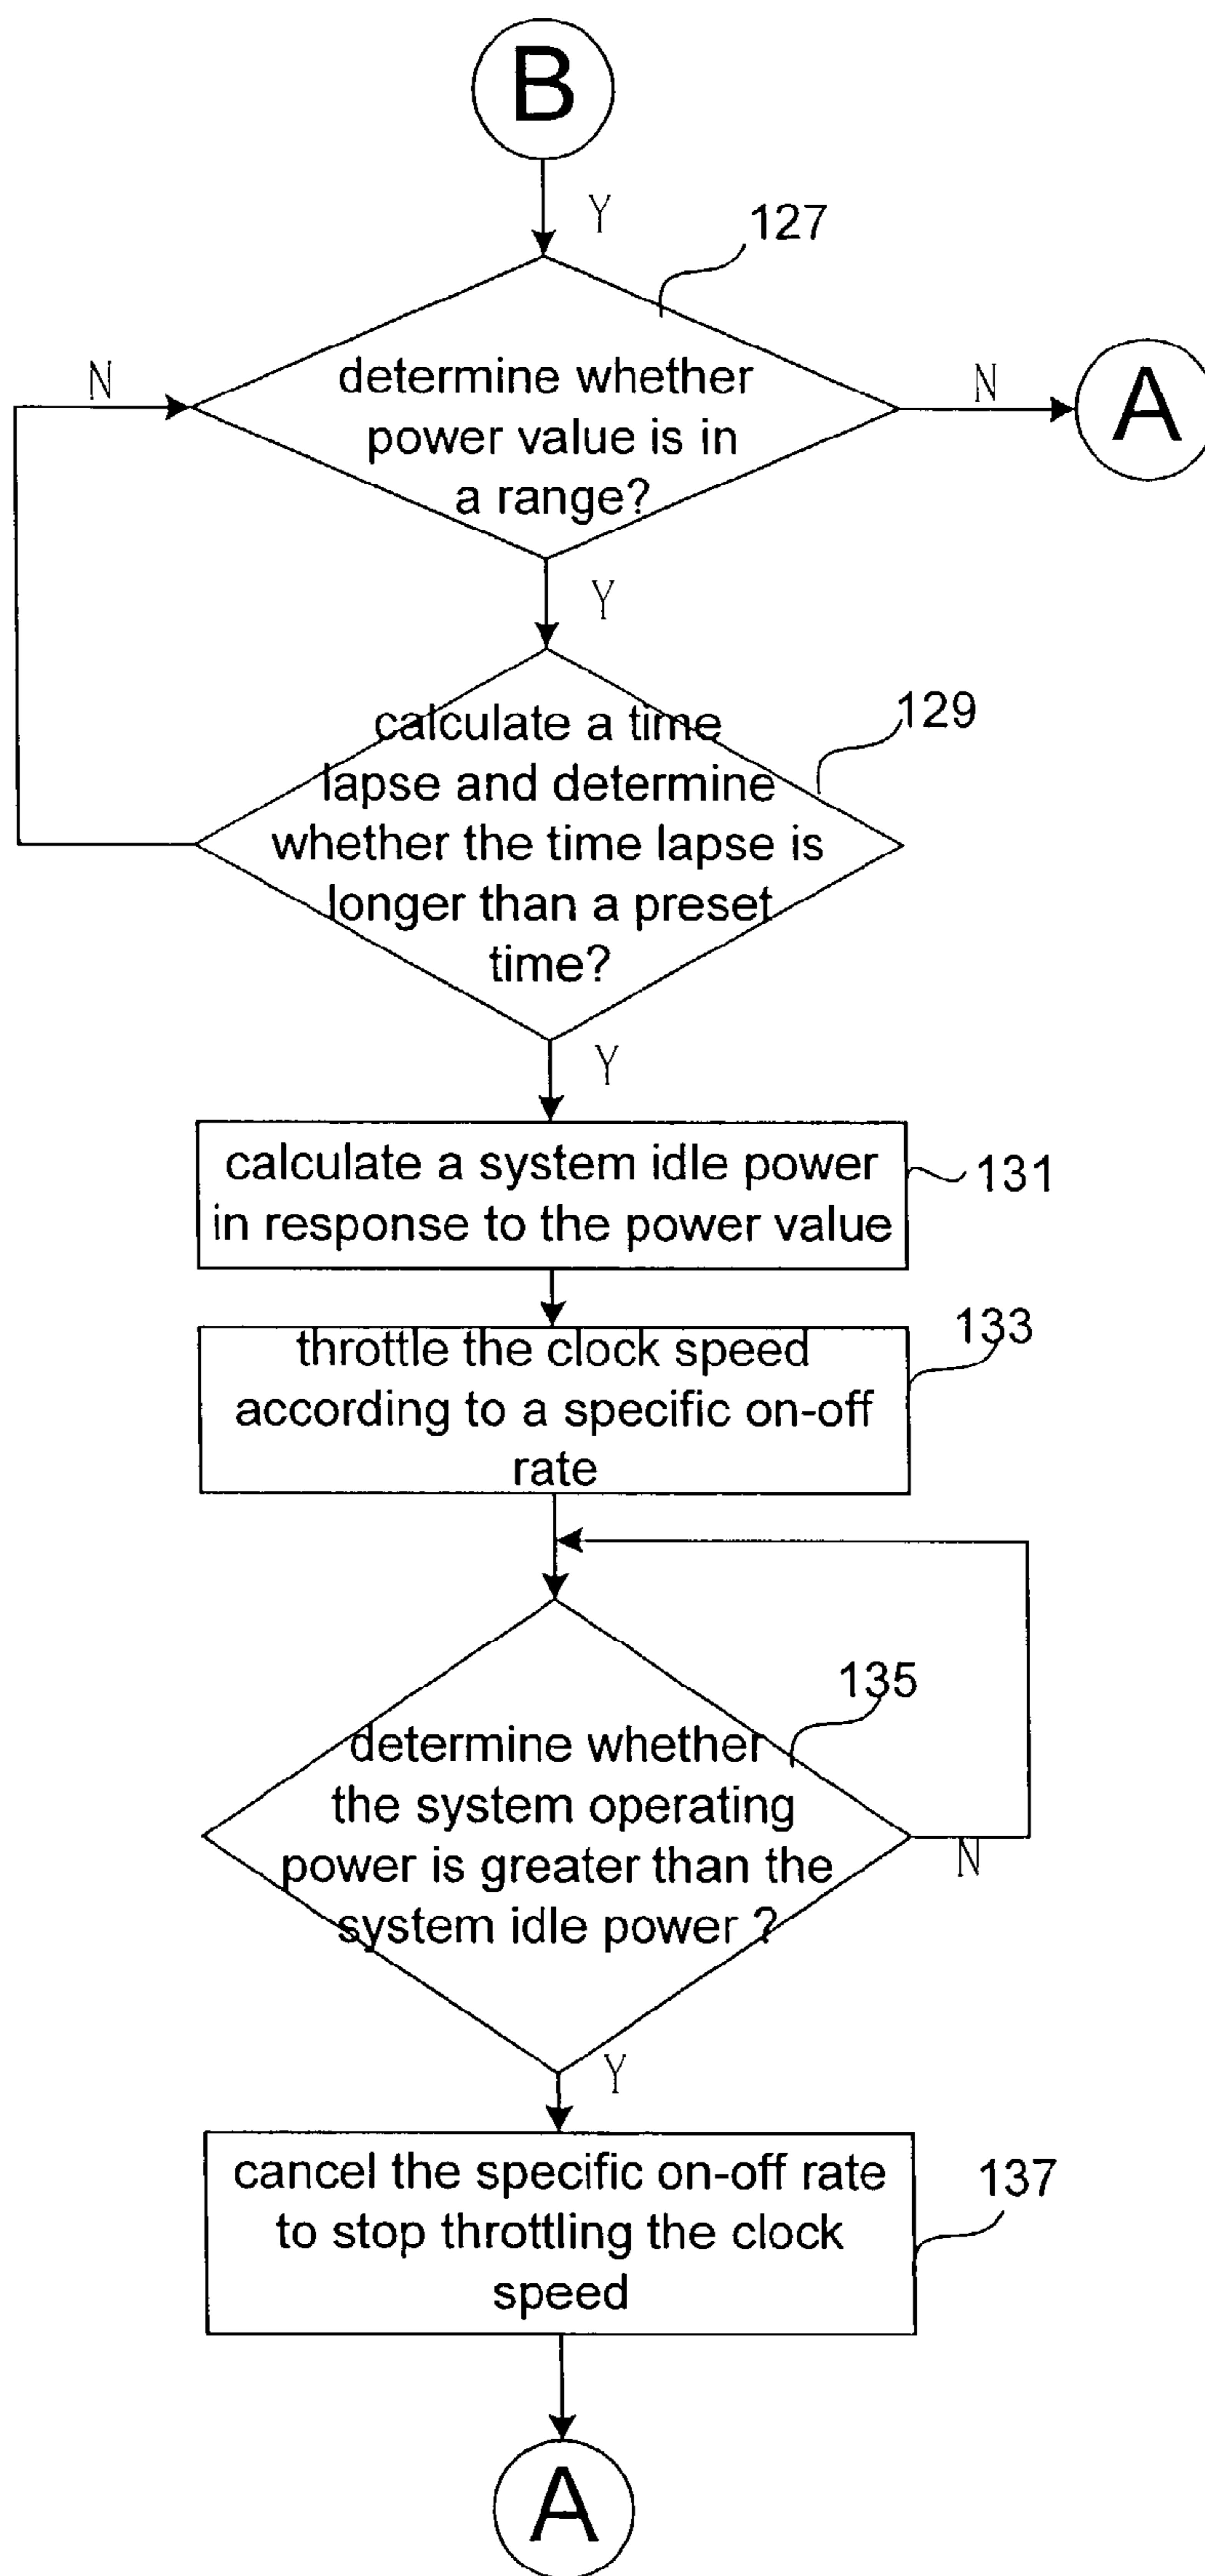 B
Y
127
N
determine whether
power value is in
a range?
N
A
Y
129
calculate a time
lapse and determine
whether the time lapse is
longer than a preset
time?
Y
calculate a system idle power
in response to the power value
131
133
throttle the clock speed
according to a specific on-off
rate
135
determine whether
the system operating
power is greater than the
system idle power ?
N
Y
cancel the specific on-off rate
to stop throttling the clock
speed
137
A